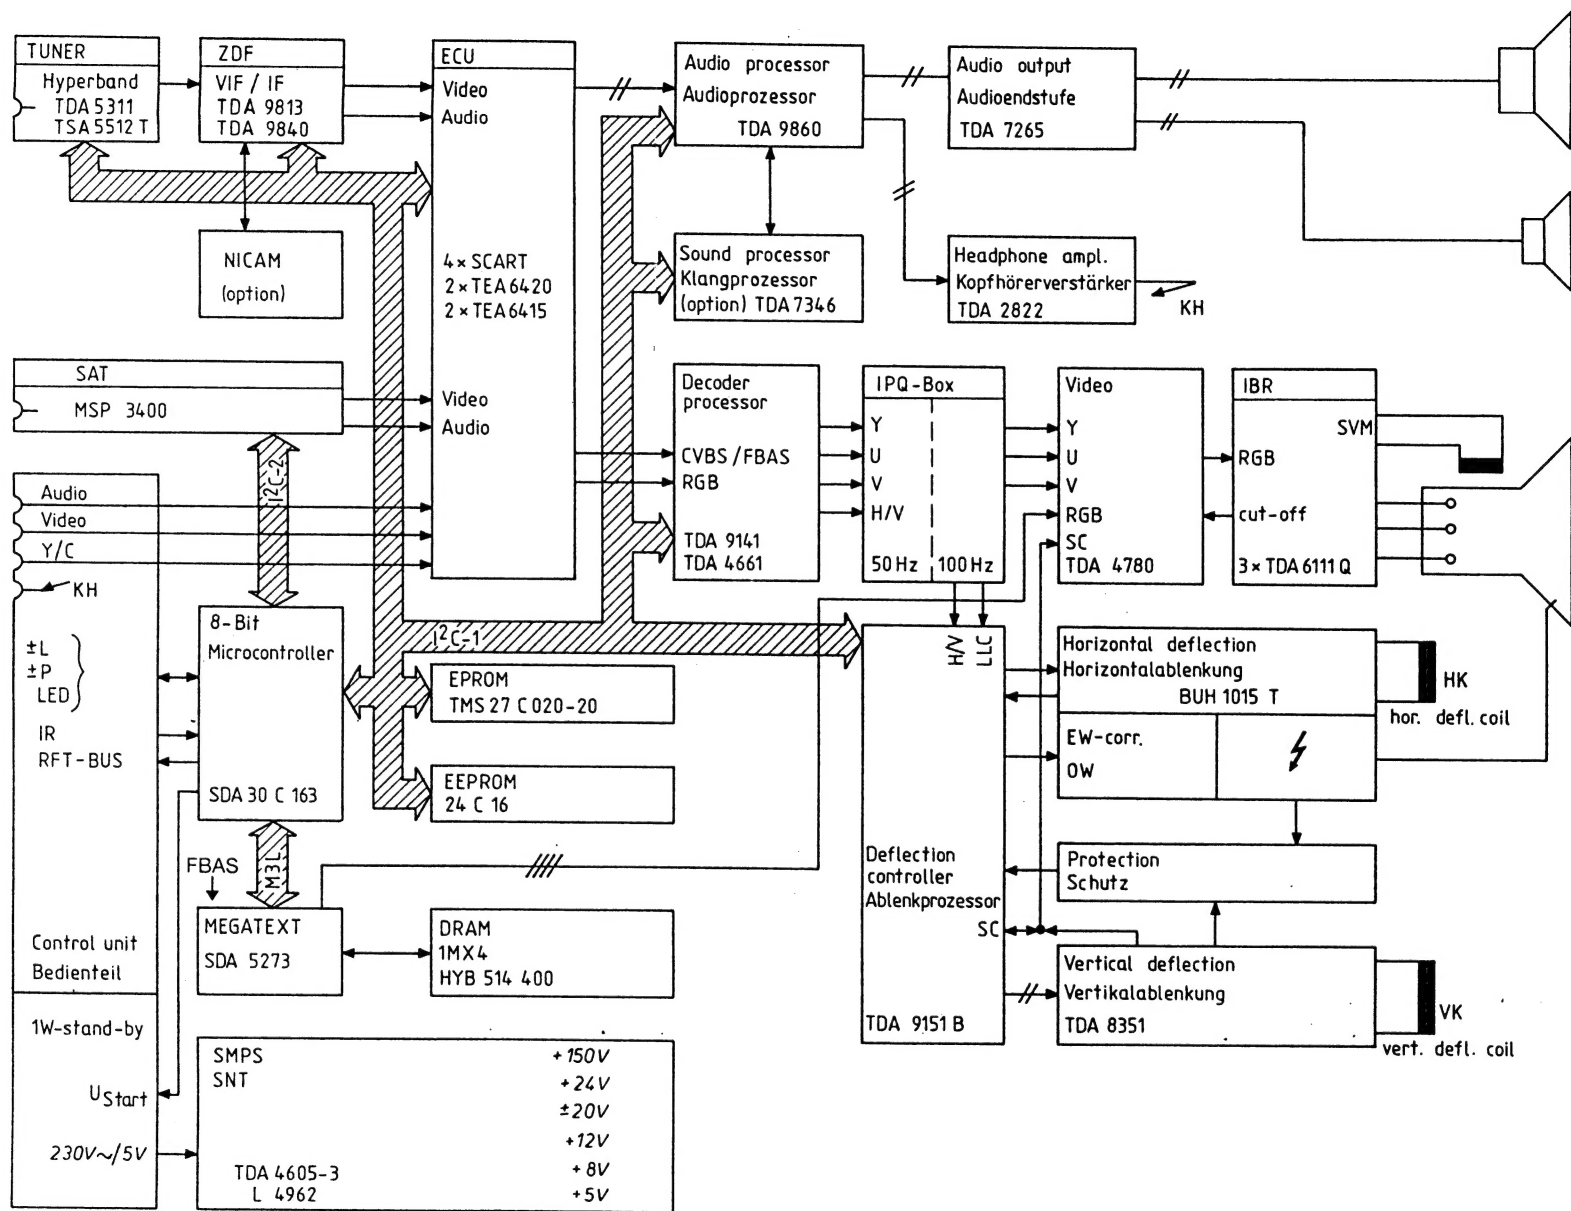 TUNER
Hyperband
TDA 5311
TSA 5512 T
ZDF
VIF / IF
TDA 9813
TDA 9840
NICAM
(option)
ECU
Video
Audio
4 x SCART
2 x TEA 6420
2 x TEA 6415
Video
Audio
Audio processor
Audioprozessor
TDA 9860
Audio output
Audioendstufe
TDA 7265
Sound processor
Klangprozessor
(option) TDA 7346
Headphone ampl.
Kopfhörerverstärker
TDA 2822
KH
SAT
MSP 3400
I²C-2
Decoder
processor
CVBS / FBAS
RGB
TDA 9141
TDA 4661
IPQ-Box
Y
U
V
H/V
50 Hz
100 Hz
Video
Y
U
V
RGB
SC
TDA 4780
IBR
SVM
RGB
cut-off
3 x TDA 6111 Q
Audio
Video
Y/C
KH
±L
±P
LED
IR
RFT-BUS
Control unit
Bedienteil
1W-stand-by
UStart
230V~/5V
8-Bit
Microcontroller
SDA 30 C 163
I²C-1
EPROM
TMS 27 C 020-20
EEPROM
24 C 16
M3L
FBAS
MEGATEXT
SDA 5273
DRAM
1MX4
HYB 514 400
SMPS
SNT
TDA 4605-3
L 4962
+150V
+24V
±20V
+12V
+8V
+5V
H/V
LLC
Deflection
controller
Ablenkprozessor
SC
TDA 9151 B
Horizontal deflection
Horizontalablenkung
BUH 1015 T
EW-corr.
OW
HK
hor. defl. coil
Protection
Schutz
Vertical deflection
Vertikalablenkung
TDA 8351
VK
vert. defl. coil